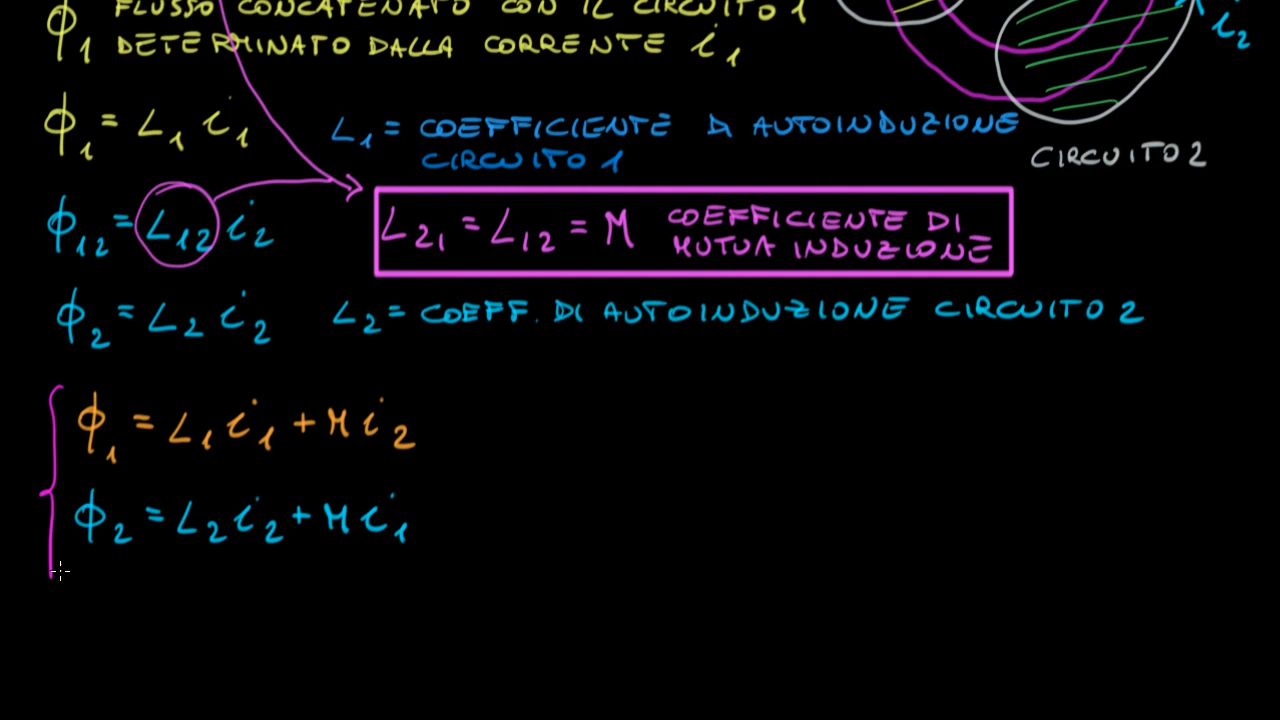 FLUSSO CONCATENATO CON IL CIRCUITO 1
ϕ1 DETERMINATO DALLA CORRENTE i1
i2
ϕ1 = L1 i1 L1 = COEFFICIENTE DI AUTOINDUZIONE
CIRCUITO 1
CIRCUITO 2
ϕ12 = L12 i2 L21 = L12 = M COEFFICIENTE DI
MUTUA INDUZIONE
ϕ2 = L2 i2 L2 = COEFF. DI AUTOINDUZIONE CIRCUITO 2
ϕ1 = L1 i1 + M i2
ϕ2 = L2 i2 + M i1